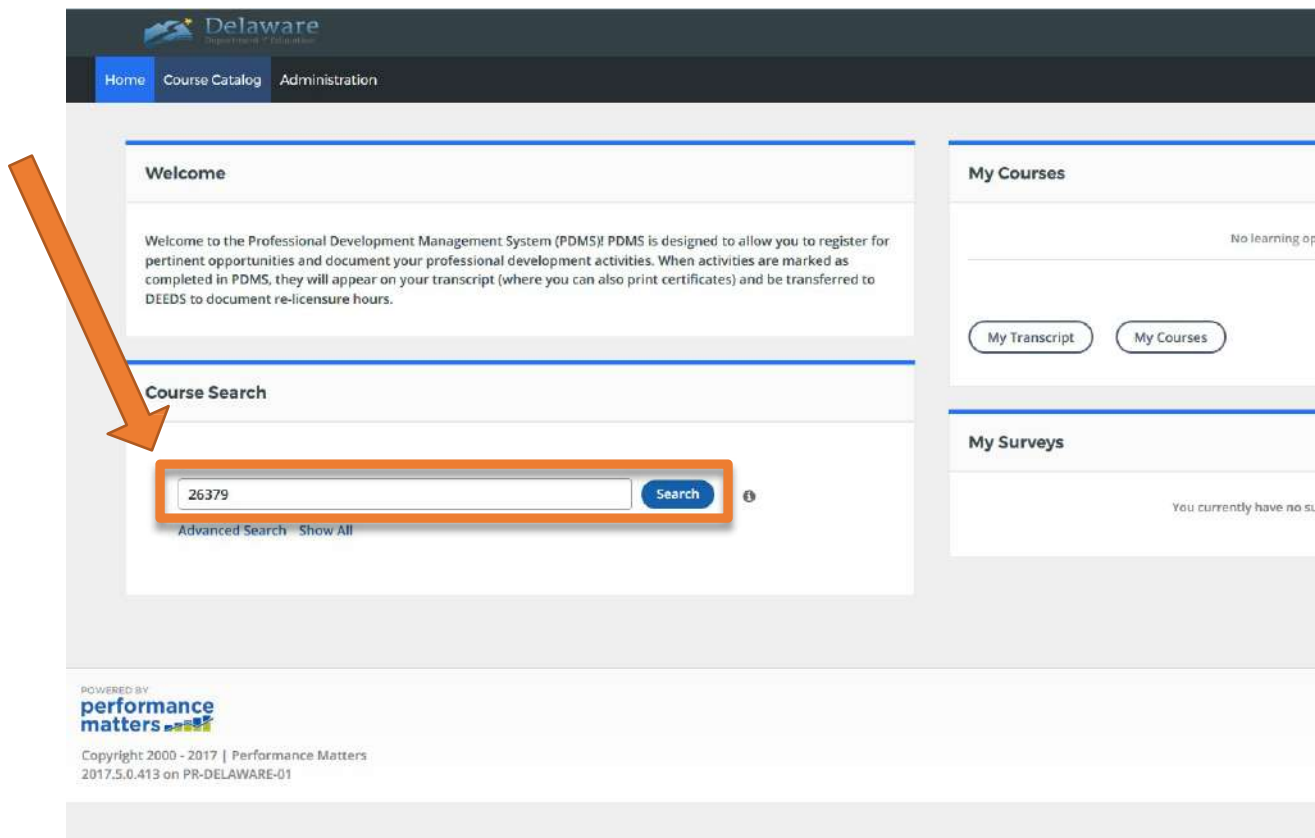 Delaware
Department of Education
Home Course Catalog Administration
Welcome
Welcome to the Professional Development Management System (PDMS)! PDMS is designed to allow you to register for
pertinent opportunities and document your professional development activities. When activities are marked as
completed in PDMS, they will appear on your transcript (where you can also print certificates) and be transferred to
DEEDS to document re-licensure hours.
Course Search
26379 Search
Advanced Search Show All
My Courses
No learning op
My Transcript My Courses
My Surveys
You currently have no su
POWERED BY
performance
matters
Copyright 2000 - 2017 | Performance Matters
2017.5.0.413 on PR-DELAWARE-01